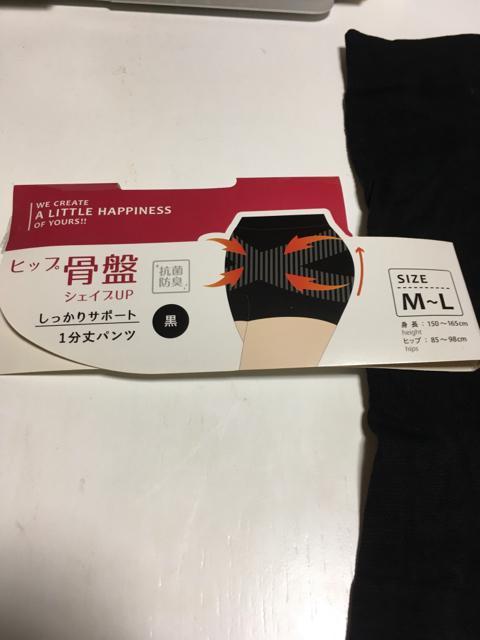 WE CREATE
A LITTLE HAPPINESS
OF YOURS!!
ヒップ骨盤
シェイプUP
抗菌
防臭
しっかりサポート
1分丈パンツ
黒
SIZE
M~L
身長:150~165cm
height
ヒップ:85~98cm
hips